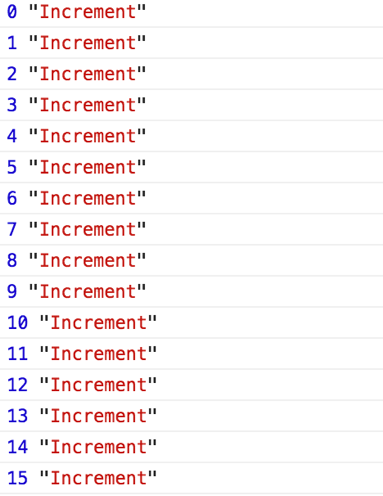 0 "Increment"
1 "Increment"
2 "Increment"
3 "Increment"
4 "Increment"
5 "Increment"
6 "Increment"
7 "Increment"
8 "Increment"
9 "Increment"
10 "Increment"
11 "Increment"
12 "Increment"
13 "Increment"
14 "Increment"
15 "Increment"